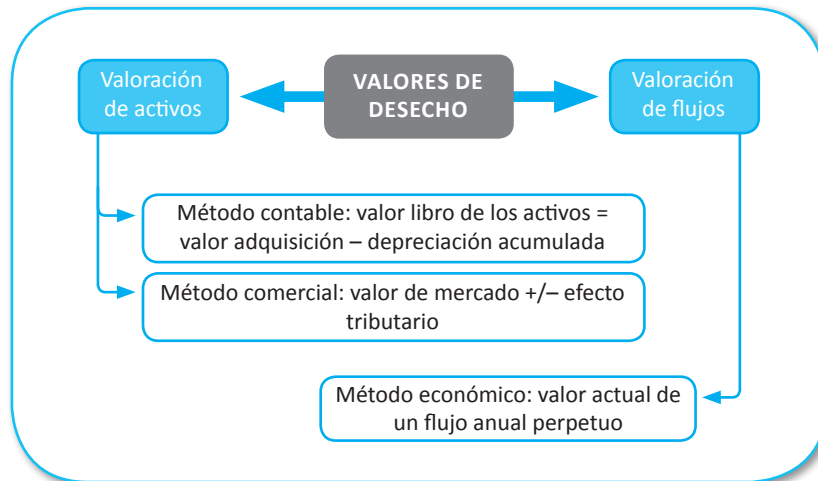 Valoración
de activos
VALORES DE
DESECHO
Valoración
de flujos
Método contable: valor libro de los activos =
valor adquisición – depreciación acumulada
Método comercial: valor de mercado +/– efecto
tributario
Método económico: valor actual de
un flujo anual perpetuo